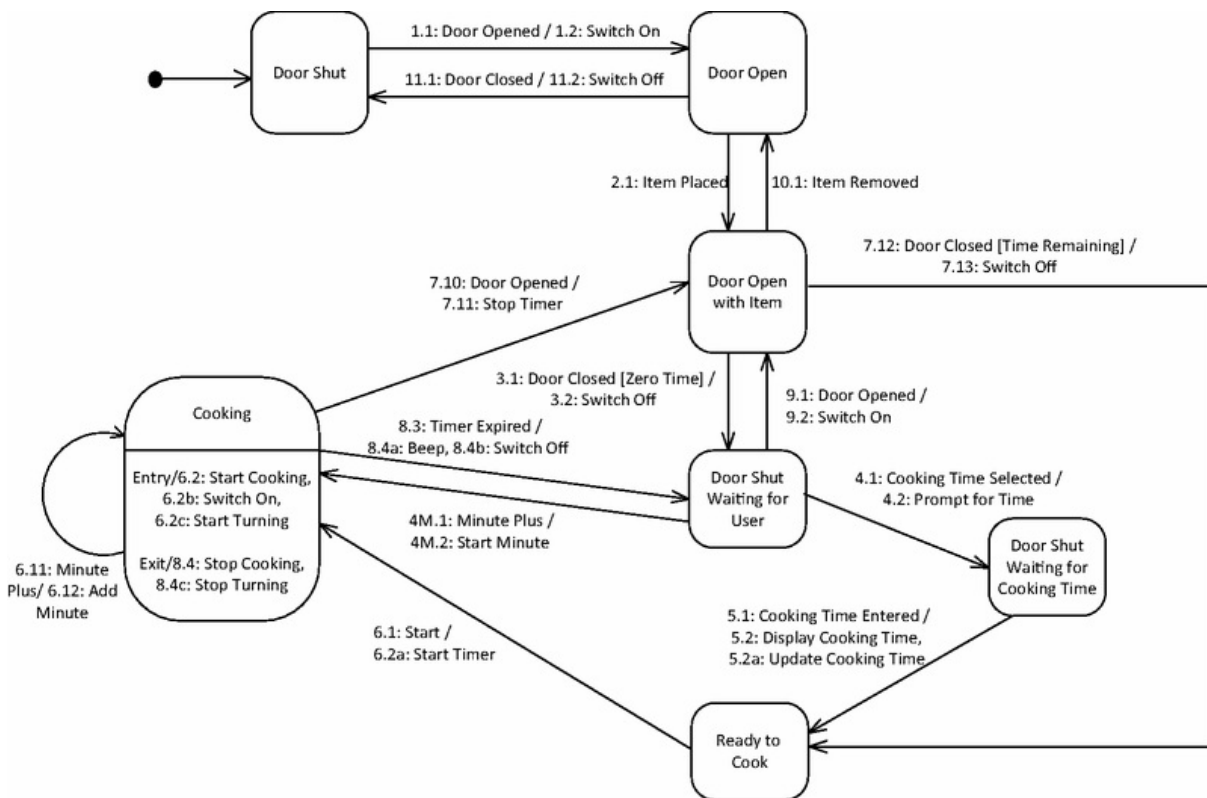 1.1: Door Opened / 1.2: Switch On
Door Shut
Door Open
11.1: Door Closed / 11.2: Switch Off
2.1: Item Placed
10.1: Item Removed
7.12: Door Closed [Time Remaining] /
7.13: Switch Off
7.10: Door Opened /
7.11: Stop Timer
Door Open
with Item
3.1: Door Closed [Zero Time] /
3.2: Switch Off
9.1: Door Opened /
9.2: Switch On
Cooking
8.3: Timer Expired /
8.4a: Beep, 8.4b: Switch Off
Entry/6.2: Start Cooking,
6.2b: Switch On,
6.2c: Start Turning
Exit/8.4: Stop Cooking,
8.4c: Stop Turning
Door Shut
Waiting for
User
4.1: Cooking Time Selected /
4.2: Prompt for Time
4M.1: Minute Plus /
4M.2: Start Minute
Door Shut
Waiting for
Cooking Time
6.11: Minute
Plus/ 6.12: Add
Minute
5.1: Cooking Time Entered /
5.2: Display Cooking Time,
5.2a: Update Cooking Time
6.1: Start /
6.2a: Start Timer
Ready to
Cook